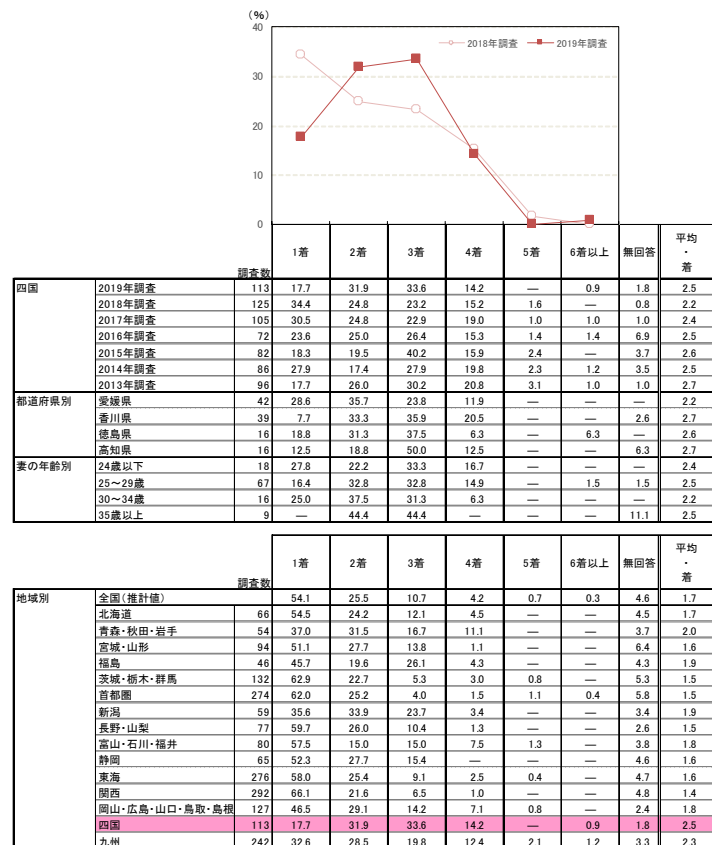 (%)
40
30
20
10
0
2018年調査 2019年調査
調査数 1着 2着 3着 4着 5着 6着以上 無回答 平均・着
四国 2019年調査 113 17.7 31.9 33.6 14.2 — 0.9 1.8 2.5
2018年調査 125 34.4 24.8 23.2 15.2 1.6 — 0.8 2.2
2017年調査 105 30.5 24.8 22.9 19.0 1.0 1.0 1.0 2.4
2016年調査 72 23.6 25.0 26.4 15.3 1.4 1.4 6.9 2.5
2015年調査 82 18.3 19.5 40.2 15.9 2.4 — 3.7 2.6
2014年調査 86 27.9 17.4 27.9 19.8 2.3 1.2 3.5 2.5
2013年調査 96 17.7 26.0 30.2 20.8 3.1 1.0 1.0 2.7
都道府県別 愛媛県 42 28.6 35.7 23.8 11.9 — — — 2.2
香川県 39 7.7 33.3 35.9 20.5 — — 2.6 2.7
徳島県 16 18.8 31.3 37.5 6.3 — 6.3 — 2.6
高知県 16 12.5 18.8 50.0 12.5 — — 6.3 2.7
妻の年齢別 24歳以下 18 27.8 22.2 33.3 16.7 — — — 2.4
25～29歳 67 16.4 32.8 32.8 14.9 — 1.5 1.5 2.5
30～34歳 16 25.0 37.5 31.3 6.3 — — — 2.2
35歳以上 9 — 44.4 44.4 — — — 11.1 2.5
調査数 1着 2着 3着 4着 5着 6着以上 無回答 平均・着
地域別 全国(推計値) 54.1 25.5 10.7 4.2 0.7 0.3 4.6 1.7
北海道 66 54.5 24.2 12.1 4.5 — — 4.5 1.7
青森・秋田・岩手 54 37.0 31.5 16.7 11.1 — — 3.7 2.0
宮城・山形 94 51.1 27.7 13.8 1.1 — — 6.4 1.6
福島 46 45.7 19.6 26.1 4.3 — — 4.3 1.9
茨城・栃木・群馬 132 62.9 22.7 5.3 3.0 0.8 — 5.3 1.5
首都圏 274 62.0 25.2 4.0 1.5 1.1 0.4 5.8 1.5
新潟 59 35.6 33.9 23.7 3.4 — — 3.4 1.9
長野・山梨 77 59.7 26.0 10.4 1.3 — — 2.6 1.5
富山・石川・福井 80 57.5 15.0 15.0 7.5 1.3 — 3.8 1.8
静岡 65 52.3 27.7 15.4 — — — 4.6 1.6
東海 276 58.0 25.4 9.1 2.5 0.4 — 4.7 1.6
関西 292 66.1 21.6 6.5 1.0 — — 4.8 1.4
岡山・広島・山口・鳥取・島根 127 46.5 29.1 14.2 7.1 0.8 — 2.4 1.8
四国 113 17.7 31.9 33.6 14.2 — 0.9 1.8 2.5
九州 242 32.6 28.5 19.8 12.4 2.1 1.2 3.3 2.3